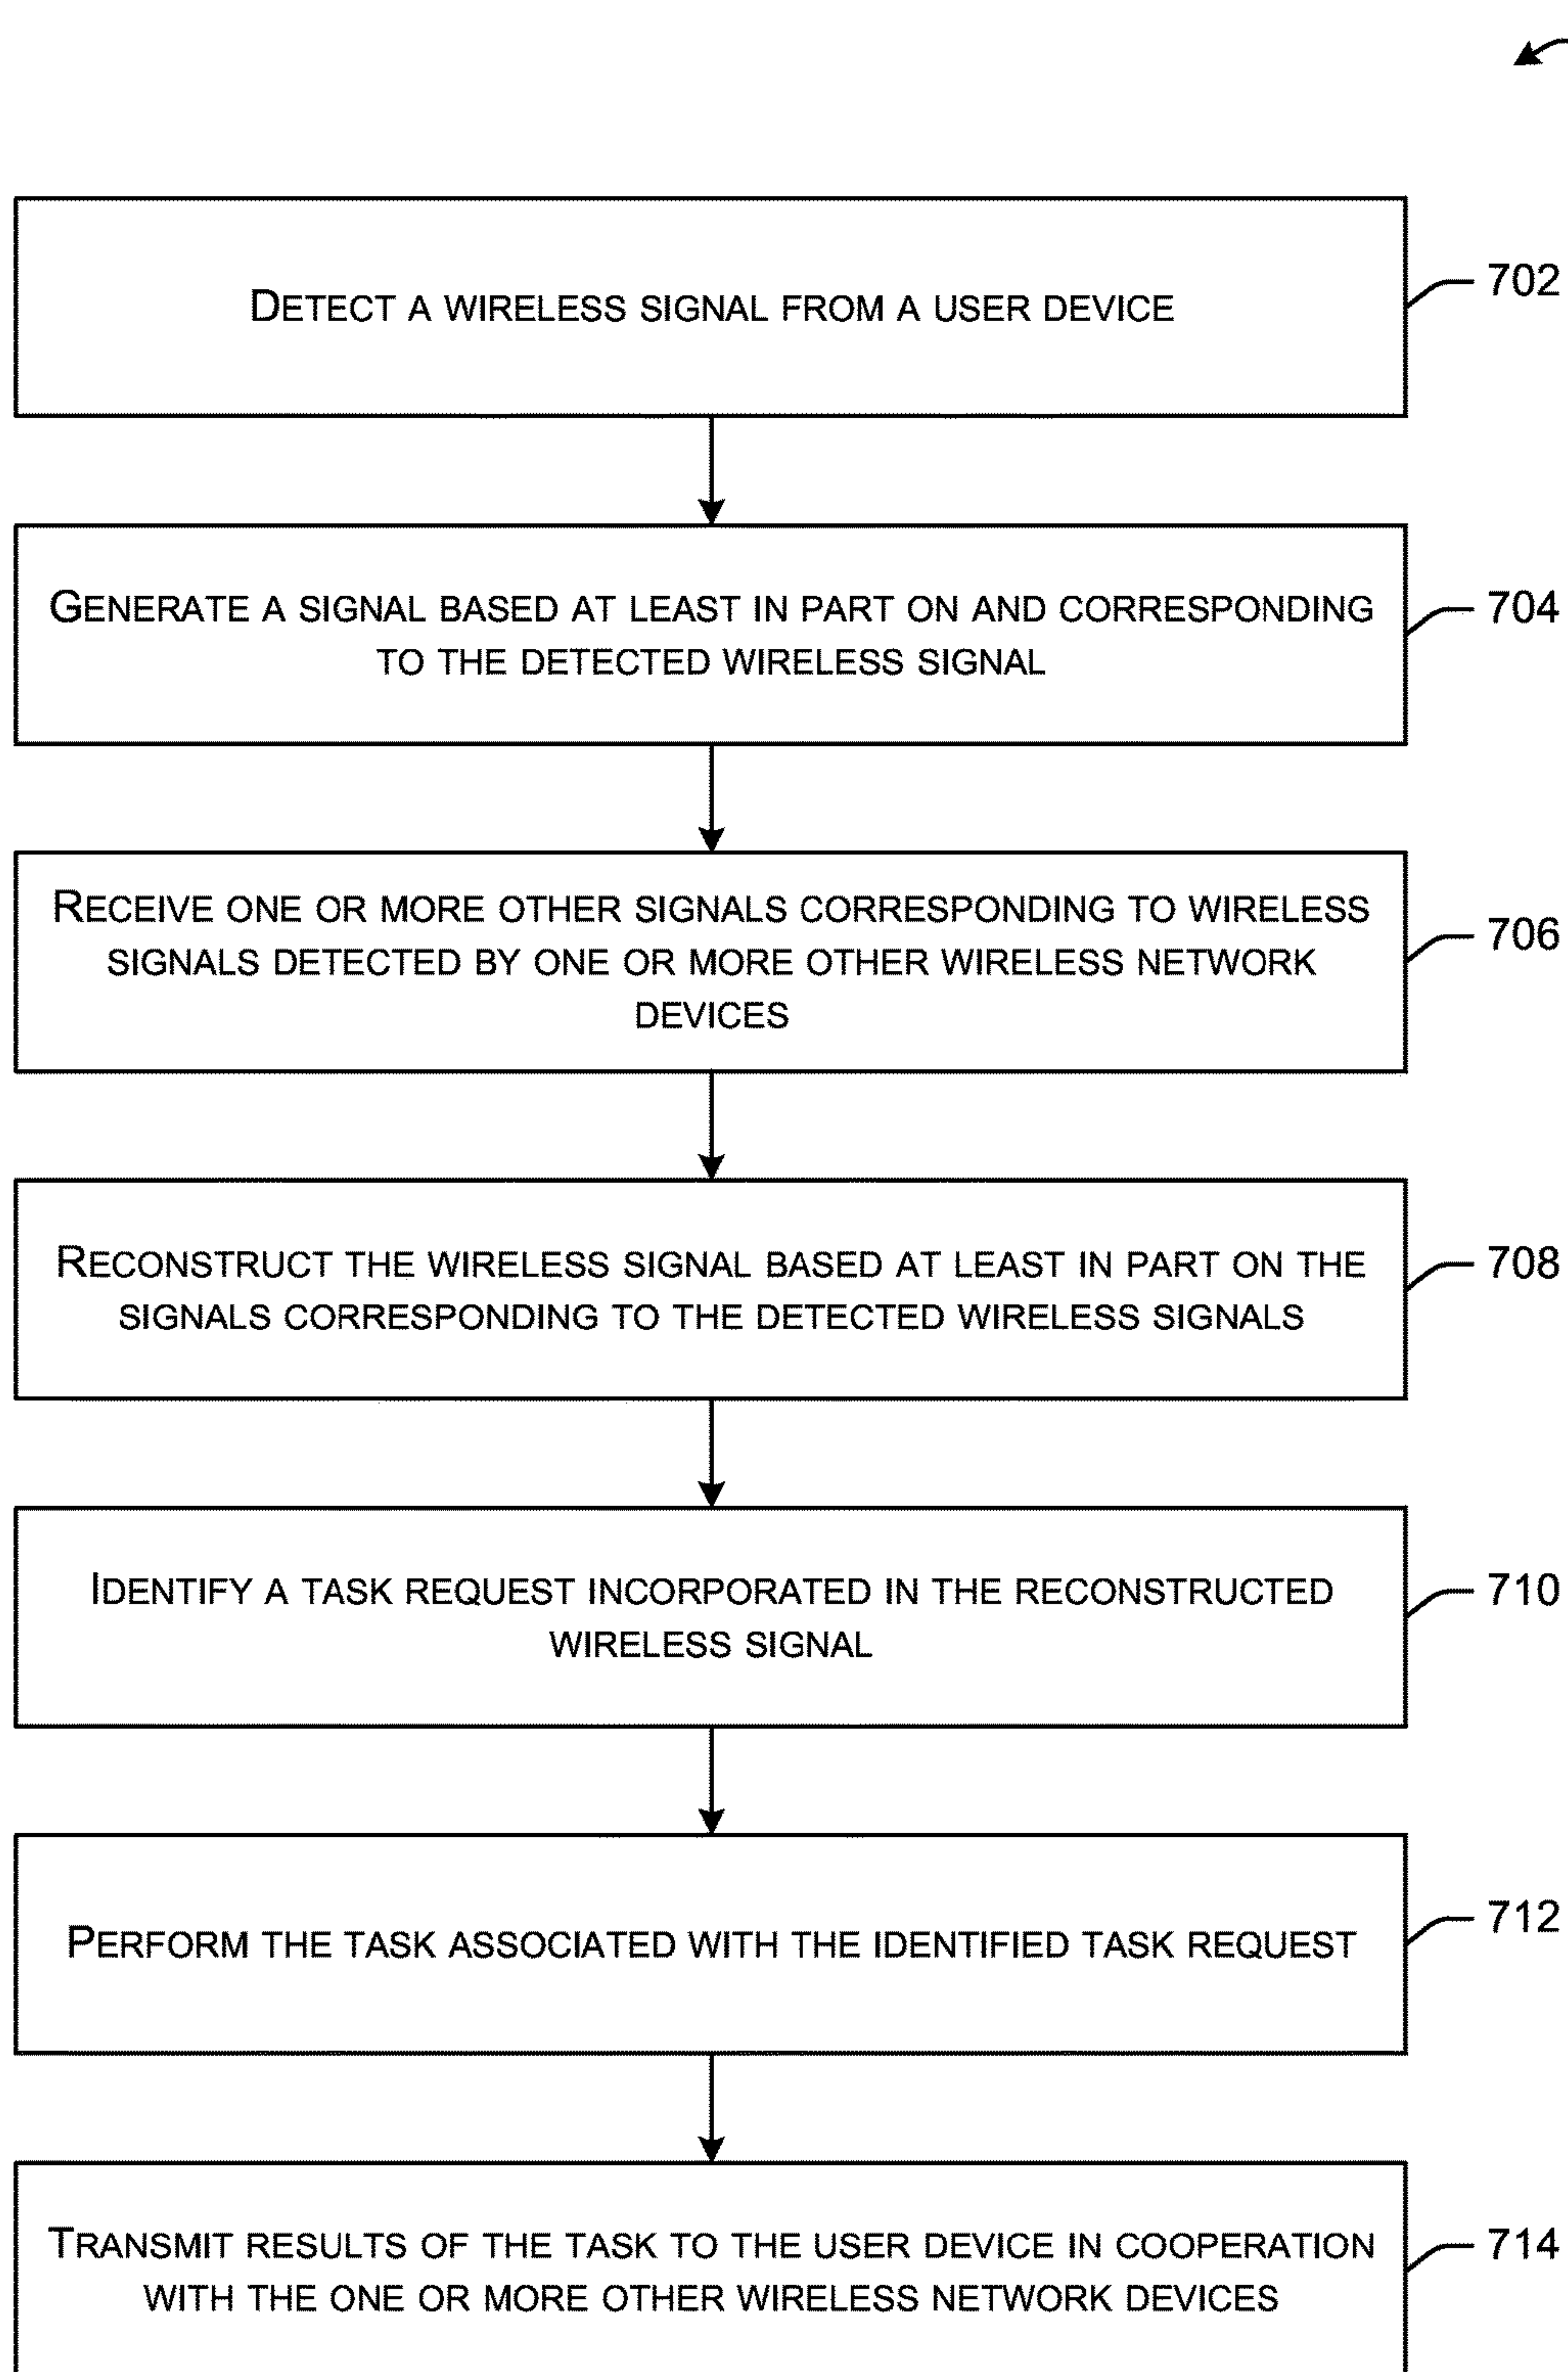 DETECT A WIRELESS SIGNAL FROM A USER DEVICE
702
GENERATE A SIGNAL BASED AT LEAST IN PART ON AND CORRESPONDING
TO THE DETECTED WIRELESS SIGNAL
704
RECEIVE ONE OR MORE OTHER SIGNALS CORRESPONDING TO WIRELESS
SIGNALS DETECTED BY ONE OR MORE OTHER WIRELESS NETWORK
DEVICES
706
RECONSTRUCT THE WIRELESS SIGNAL BASED AT LEAST IN PART ON THE
SIGNALS CORRESPONDING TO THE DETECTED WIRELESS SIGNALS
708
IDENTIFY A TASK REQUEST INCORPORATED IN THE RECONSTRUCTED
WIRELESS SIGNAL
710
PERFORM THE TASK ASSOCIATED WITH THE IDENTIFIED TASK REQUEST
712
TRANSMIT RESULTS OF THE TASK TO THE USER DEVICE IN COOPERATION
WITH THE ONE OR MORE OTHER WIRELESS NETWORK DEVICES
714